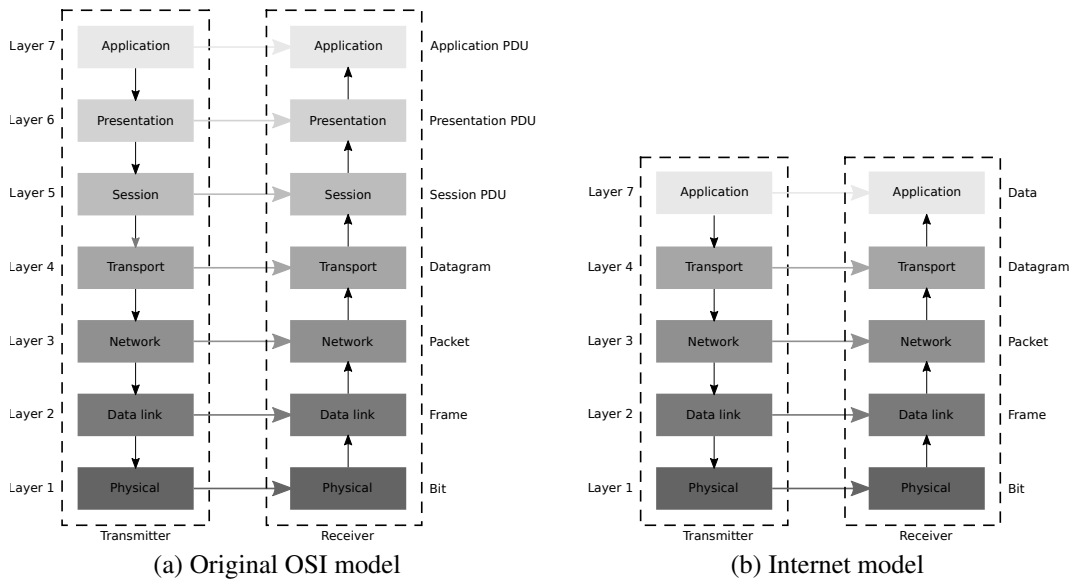 Layer 7 Application Application Application PDU
Layer 6 Presentation Presentation Presentation PDU
Layer 5 Session Session Session PDU
Layer 4 Transport Transport Datagram
Layer 3 Network Network Packet
Layer 2 Data link Data link Frame
Layer 1 Physical Physical Bit
Transmitter Receiver
(a) Original OSI model
Layer 7 Application Application Data
Layer 4 Transport Transport Datagram
Layer 3 Network Network Packet
Layer 2 Data link Data link Frame
Layer 1 Physical Physical Bit
Transmitter Receiver
(b) Internet model